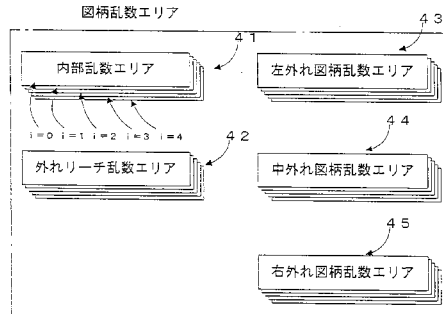 図柄乱数エリア
41
内部乱数エリア
i=0 i=1 i=2 i=3 i=4
42
外れリーチ乱数エリア
43
左外れ図柄乱数エリア
44
中外れ図柄乱数エリア
45
右外れ図柄乱数エリア